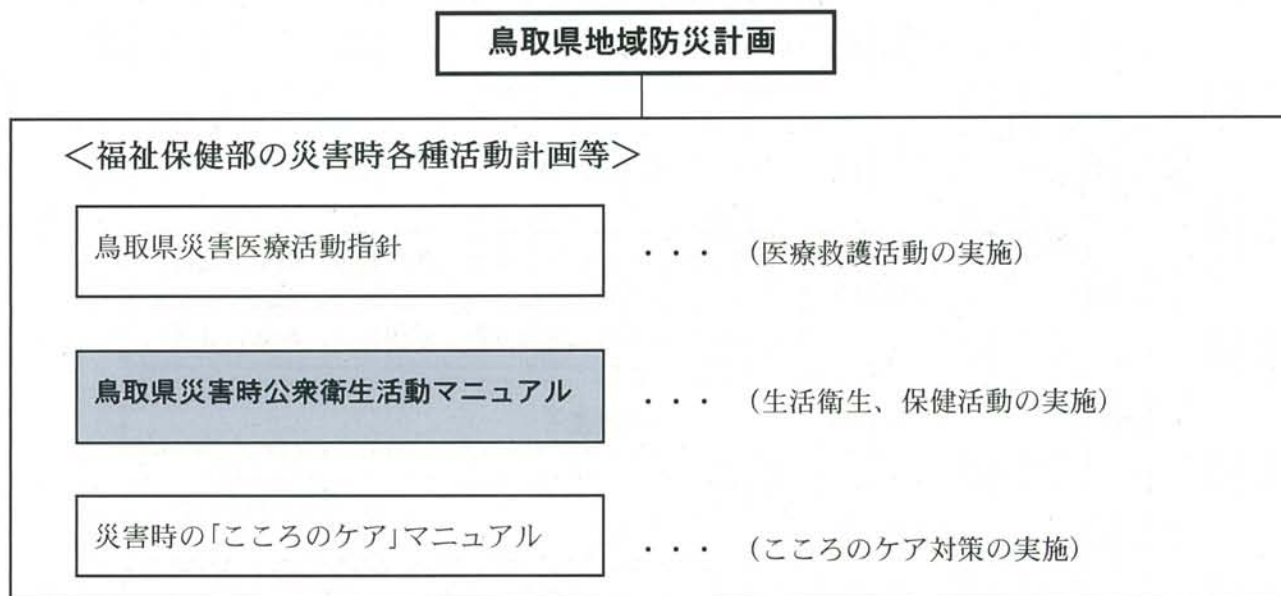 鳥取県地域防災計画
＜福祉保健部の災害時各種活動計画等＞
鳥取県災害医療活動指針 ・・・ （医療救護活動の実施）
鳥取県災害時公衆衛生活動マニュアル ・・・ （生活衛生、保健活動の実施）
災害時の「こころのケア」マニュアル ・・・ （こころのケア対策の実施）